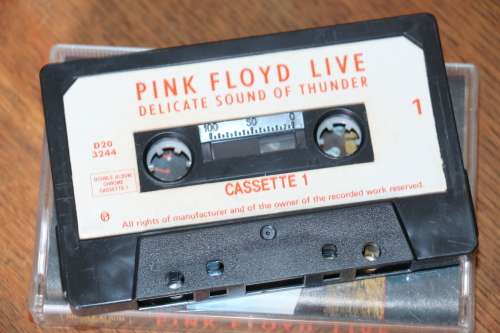 PINK FLOYD LIVE
DELICATE SOUND OF THUNDER
D20
3244
100 50 0
1
DOUBLE ALBUM
CHROME
CASSETTE 1
CASSETTE 1
All rights of manufacturer and of the owner of the recorded work reserved.
PINK FLOYD LIVE